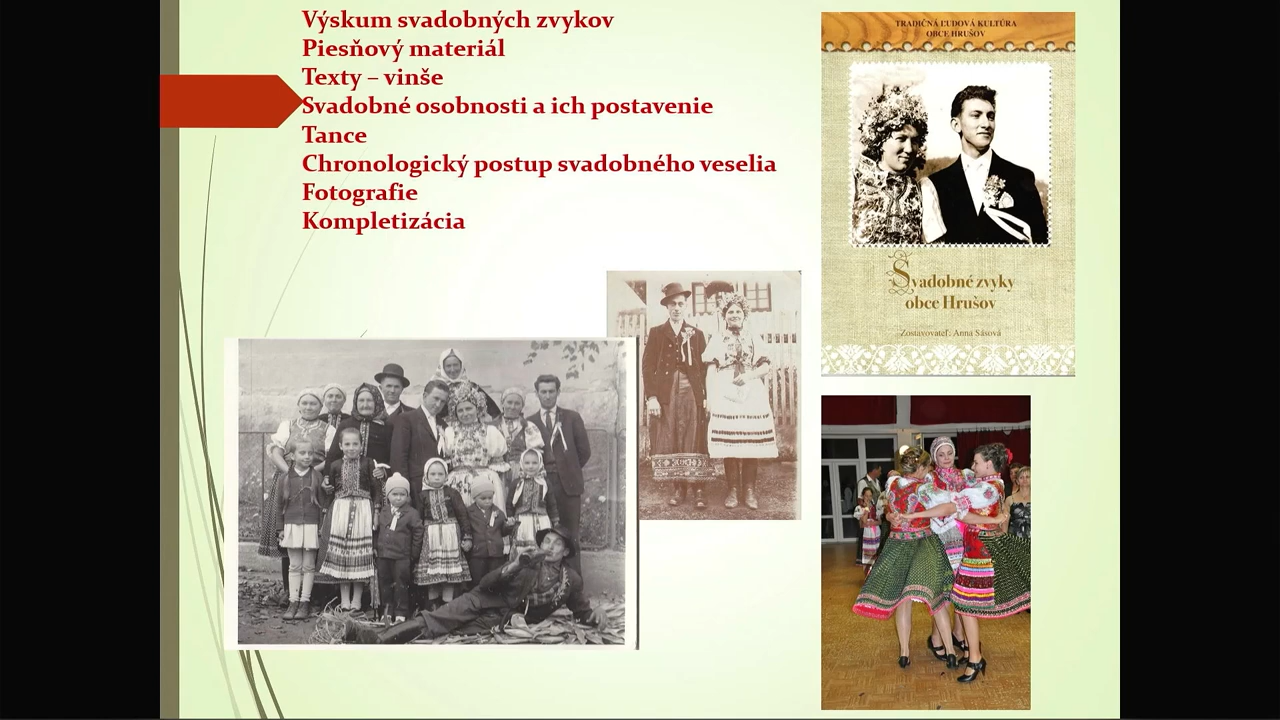 Výskum svadobných zvykov
Piesňový materiál
Texty – vinše
Svadobné osobnosti a ich postavenie
Tance
Chronologický postup svadobného veselia
Fotografie
Kompletizácia
TRADIČNÁ ĽUDOVÁ KULTÚRA
OBCE HRUŠOV
Svadobné zvyky
obce Hrušov
Zostavovateľ: Anna Sásová